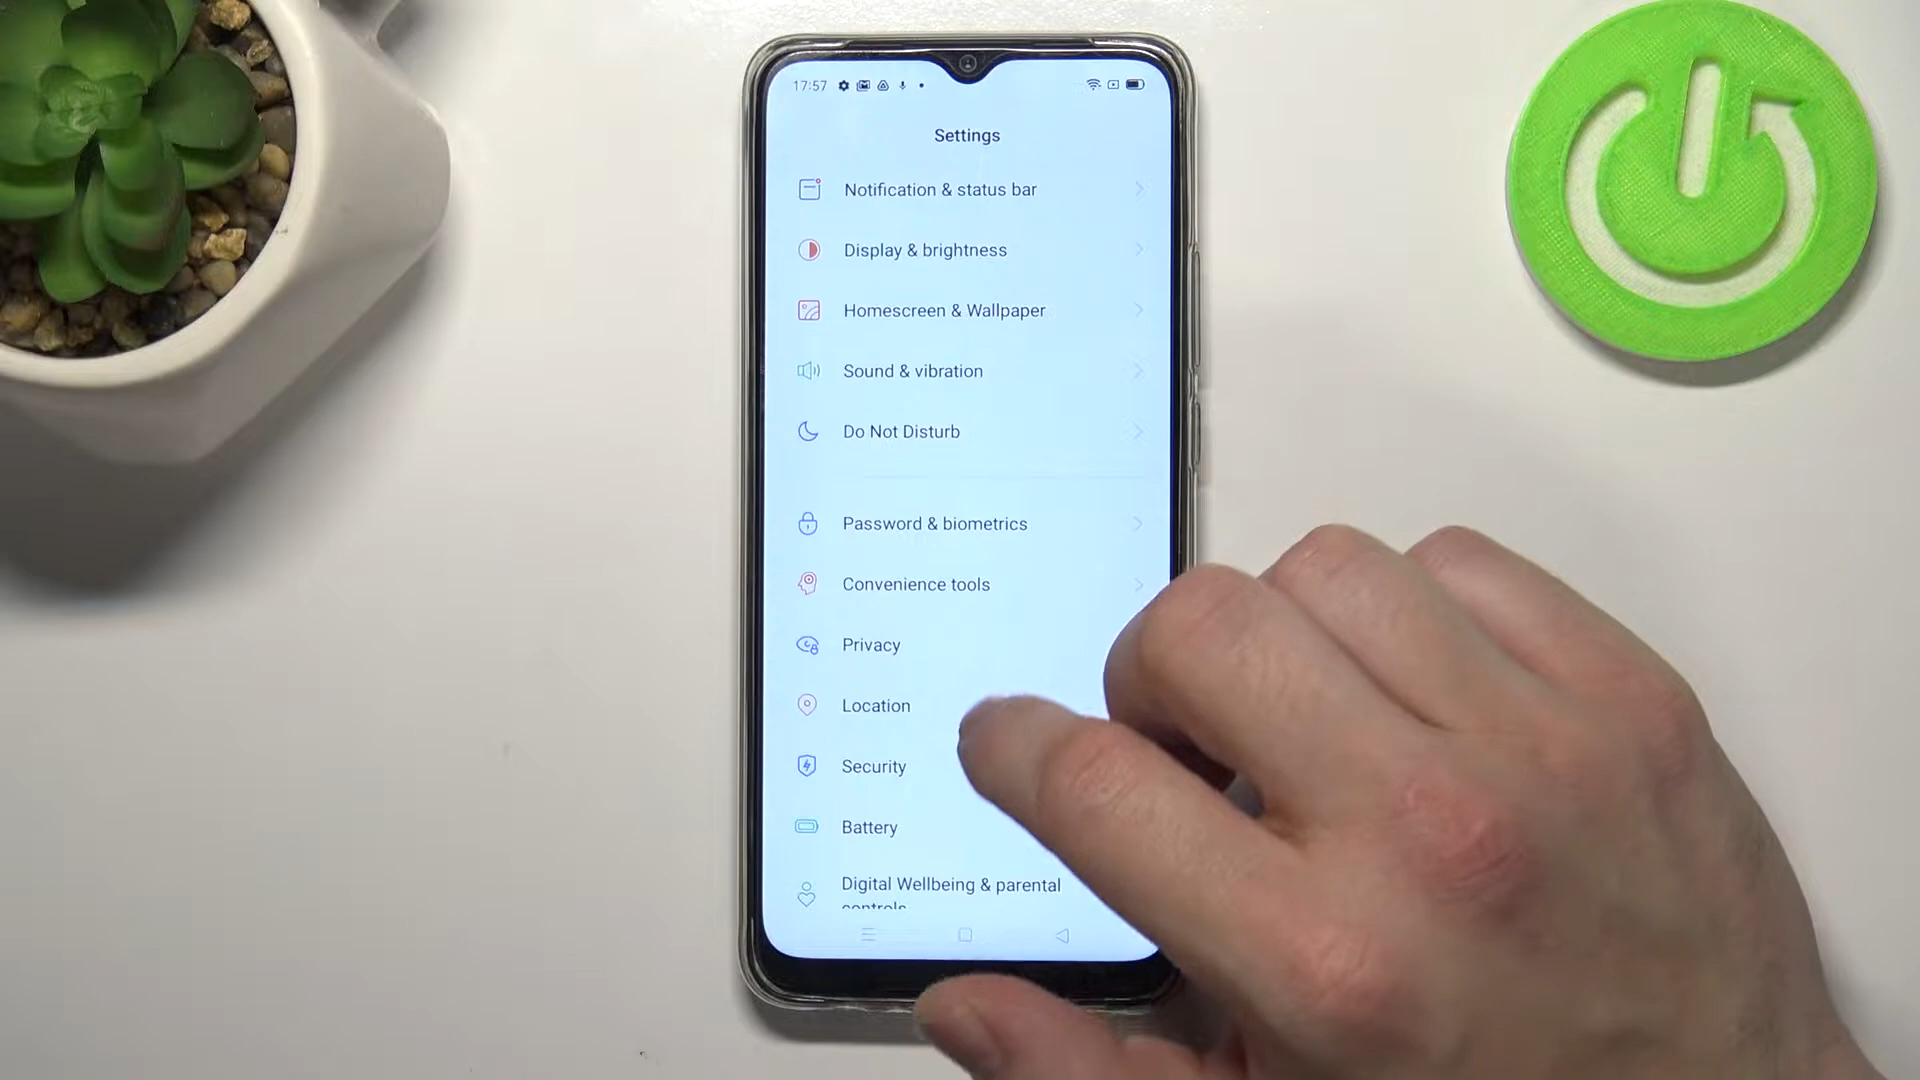 17:57
Settings
Notification & status bar
Display & brightness
Homescreen & Wallpaper
Sound & vibration
Do Not Disturb
Password & biometrics
Convenience tools
Privacy
Location
Security
Battery
Digital Wellbeing & parental
controls